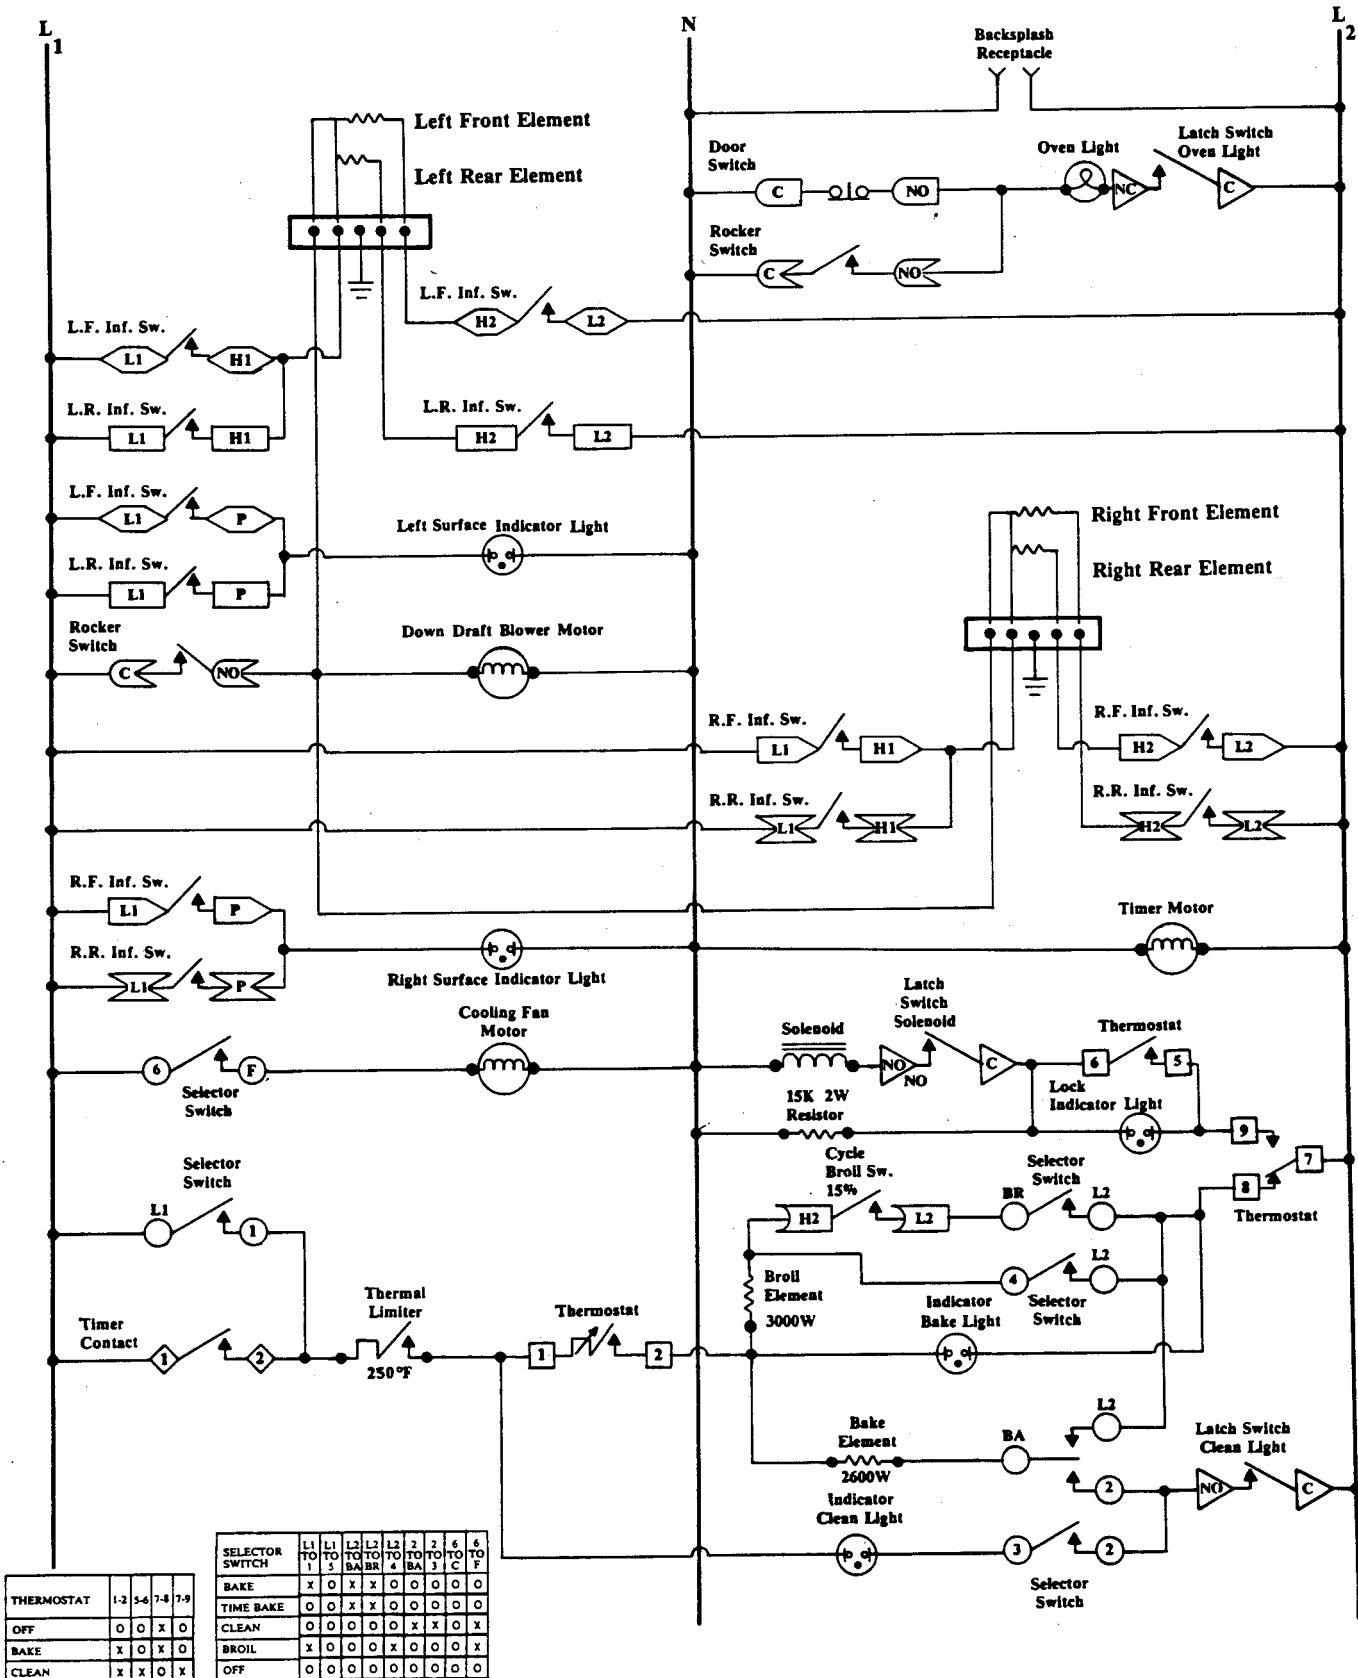 L1
N
L2
Backsplash
Receptacle
Left Front Element
Left Rear Element
Door
Switch
C
NO
Oven Light
Latch Switch
Oven Light
NC
C
Rocker
Switch
C
NO
L.F. Inf. Sw.
H2
L2
L.F. Inf. Sw.
L1
H1
L.R. Inf. Sw.
L1
H1
L.R. Inf. Sw.
H2
L2
L.F. Inf. Sw.
L1
P
Left Surface Indicator Light
L.R. Inf. Sw.
L1
P
Right Front Element
Right Rear Element
Rocker
Switch
C
NO
Down Draft Blower Motor
R.F. Inf. Sw.
L1
H1
R.F. Inf. Sw.
H2
L2
R.R. Inf. Sw.
L1
H1
R.R. Inf. Sw.
H2
L2
R.F. Inf. Sw.
L1
P
Timer Motor
R.R. Inf. Sw.
L1
P
Right Surface Indicator Light
Cooling Fan
Motor
6
F
Selector
Switch
Solenoid
Latch
Switch
Solenoid
NO
NO
C
Thermostat
6
5
15K 2W
Resistor
Lock
Indicator Light
9
7
8
Thermostat
Cycle
Broil Sw.
15%
H2
L2
Selector
Switch
BR
L2
Selector
Switch
L1
1
Broil
Element
3000W
4
L2
Selector
Switch
Indicator
Bake Light
Timer
Contact
1
2
Thermal
Limiter
250°F
Thermostat
1
2
L2
Bake
Element
2600W
BA
2
Latch Switch
Clean Light
NO
C
Indicator
Clean Light
3
2
Selector
Switch
THERMOSTAT 1-2 5-6 7-8 7-9
OFF O O X O
BAKE X O X O
CLEAN X X O X
SELECTOR SWITCH L1 TO 1 L1 TO 5 L2 TO BA L2 TO BR L2 TO 4 2 TO BA 2 TO 3 6 TO C 6 TO F
BAKE X O X X O O O O O
TIME BAKE O O X X O O O O O
CLEAN O O O O O X X O X
BROIL X O O O X O O O X
OFF O O O O O O O O O